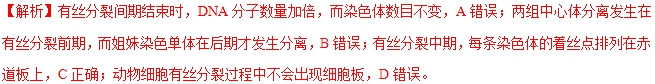 【解析】有丝分裂间期结束时，DNA 分子数量加倍，而染色体数目不变，A 错误；两组中心体分离发生在
有丝分裂前期，而姐妹染色单体在后期才发生分离，B 错误；有丝分裂中期，每条染色体的着丝点排列在赤
道板上，C 正确；动物细胞有丝分裂过程中不会出现细胞板，D 错误。